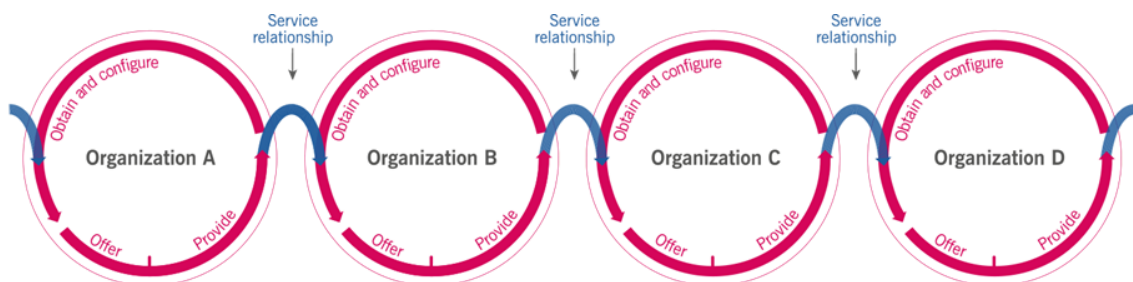 Service
relationship
Service
relationship
Service
relationship
Obtain and configure
Organization A
Offer
Provide
Obtain and configure
Organization B
Offer
Provide
Obtain and configure
Organization C
Offer
Provide
Obtain and configure
Organization D
Offer
Provide